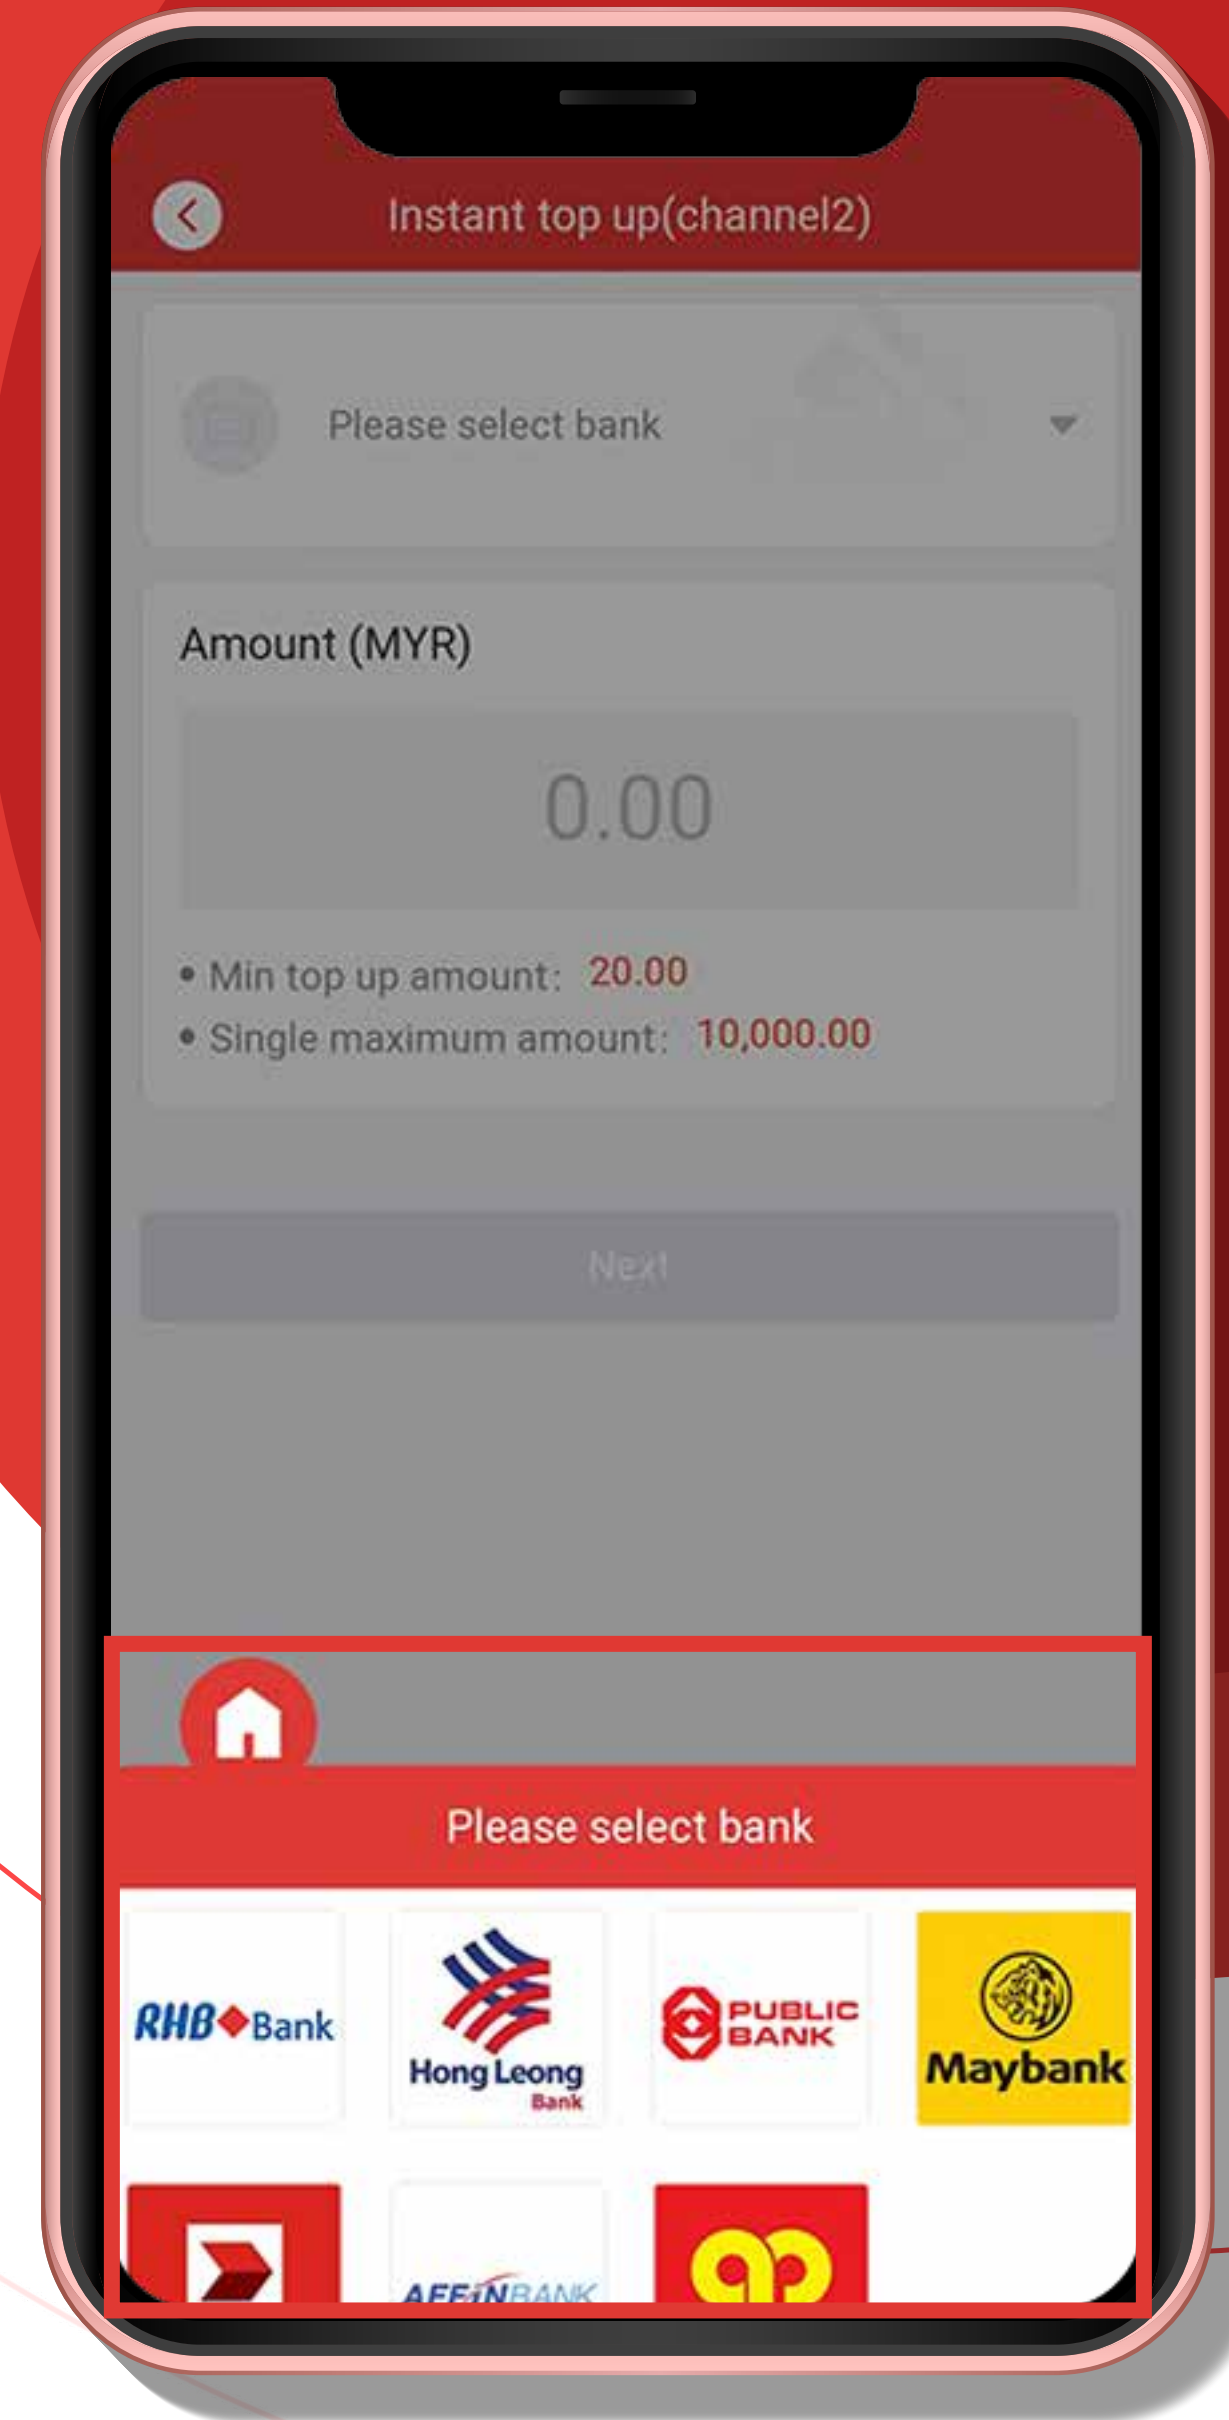 Instant top up(channel2)
Please select bank
Amount (MYR)
0.00
• Min top up amount: 20.00
• Single maximum amount: 10,000.00
Next
Please select bank
RHB Bank
Hong Leong
Bank
PUBLIC
BANK
Maybank
AFFINBANK